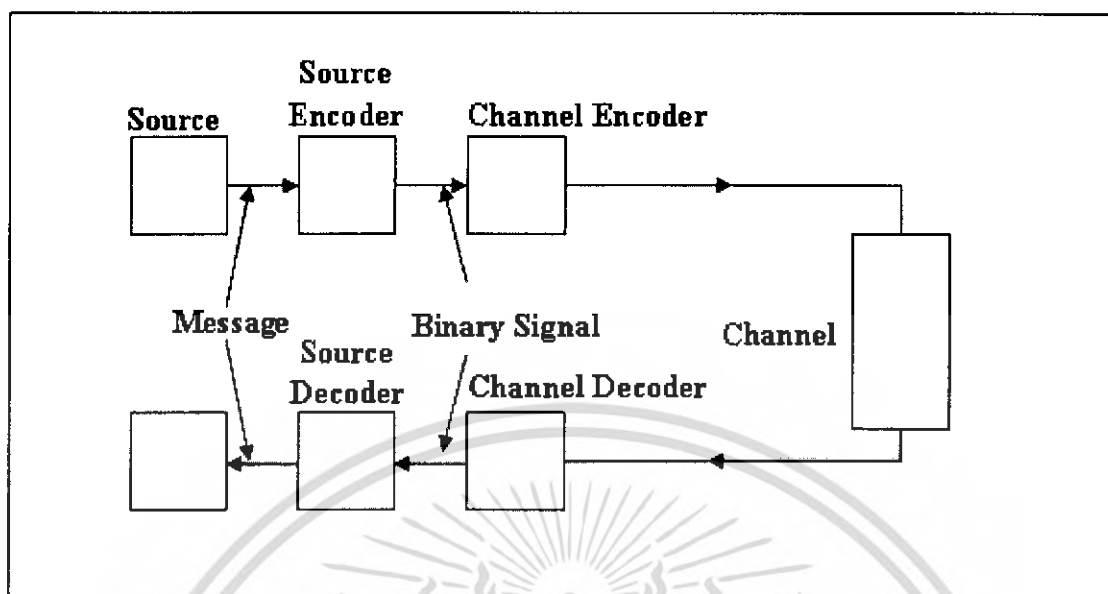 Source
Source
Encoder
Channel Encoder
Message
Binary Signal
Channel
Source
Decoder
Channel Decoder